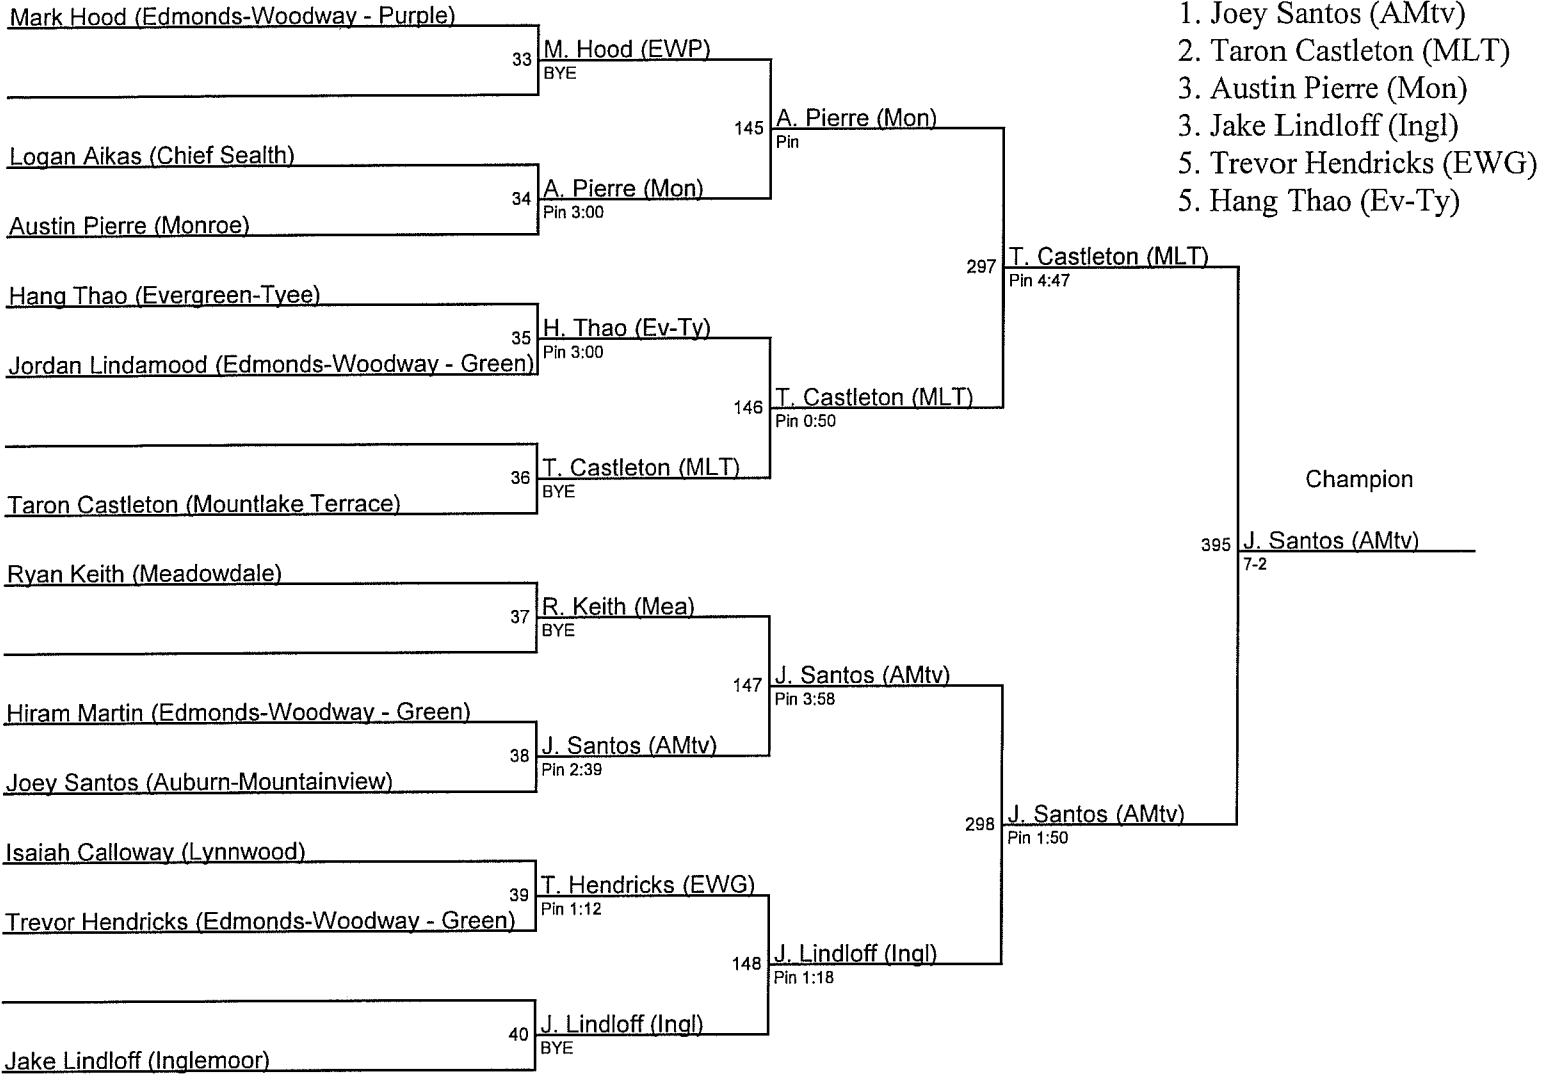 Mark Hood (Edmonds-Woodway - Purple)
33
M. Hood (EWP)
BYE
145
A. Pierre (Mon)
Pin
Logan Aikas (Chief Sealth)
34
A. Pierre (Mon)
Pin 3:00
Austin Pierre (Monroe)
297
T. Castleton (MLT)
Pin 4:47
Hang Thao (Evergreen-Tyee)
35
H. Thao (Ev-Ty)
Pin 3:00
Jordan Lindamood (Edmonds-Woodway - Green)
146
T. Castleton (MLT)
Pin 0:50
36
T. Castleton (MLT)
BYE
Taron Castleton (Mountlake Terrace)
Champion
395
J. Santos (AMtv)
7-2
Ryan Keith (Meadowdale)
37
R. Keith (Mea)
BYE
147
J. Santos (AMtv)
Pin 3:58
Hiram Martin (Edmonds-Woodway - Green)
38
J. Santos (AMtv)
Pin 2:39
Joey Santos (Auburn-Mountainview)
298
J. Santos (AMtv)
Pin 1:50
Isaiah Calloway (Lynnwood)
39
T. Hendricks (EWG)
Pin 1:12
Trevor Hendricks (Edmonds-Woodway - Green)
148
J. Lindloff (Ingl)
Pin 1:18
40
J. Lindloff (Ingl)
BYE
Jake Lindloff (Inglemoor)
1. Joey Santos (AMtv)
2. Taron Castleton (MLT)
3. Austin Pierre (Mon)
3. Jake Lindloff (Ingl)
5. Trevor Hendricks (EWG)
5. Hang Thao (Ev-Ty)